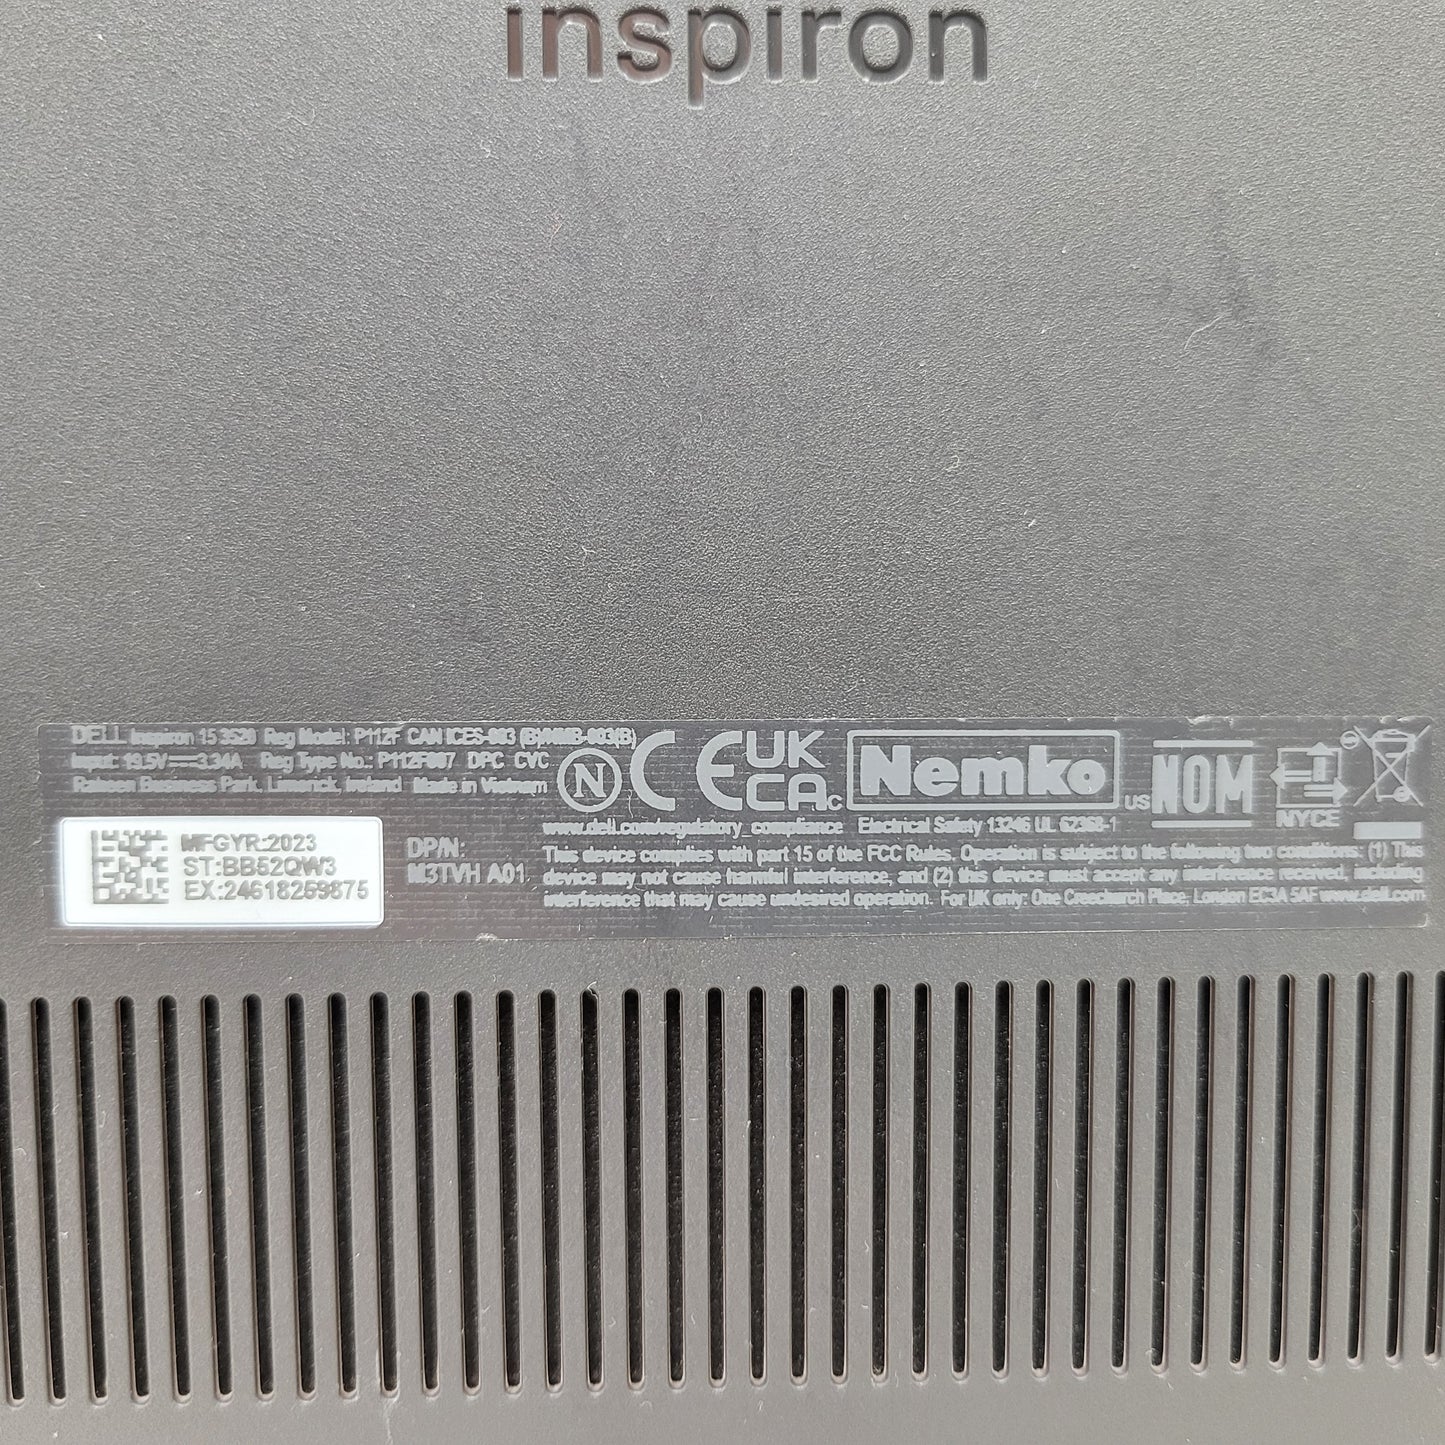 inspiron
DELL Inspiron 15 3520 Reg Model: P112F CAN ICES-003 (B)/NMB-003(B)
Input: 19.5V 3.34A Reg Type No.: P112F007 DPC CYC
Raheen Business Park, Limerick, Ireland Made in Vietnam
N CE UK CA
c Nemko us
NOM
NYCE
MFGYR:2023
ST:BB52QW3
EX:24618259875
DP/N:
M3TVH A01
www.dell.com/regulatory_compliance Electrical Safety 13246 UL 62368-1
This device complies with part 15 of the FCC Rules. Operation is subject to the following two conditions: (1) This
device may not cause harmful interference, and (2) this device must accept any interference received, including
interference that may cause undesired operation. For UK only: One Creechurch Place, London EC3A 5AF www.dell.com